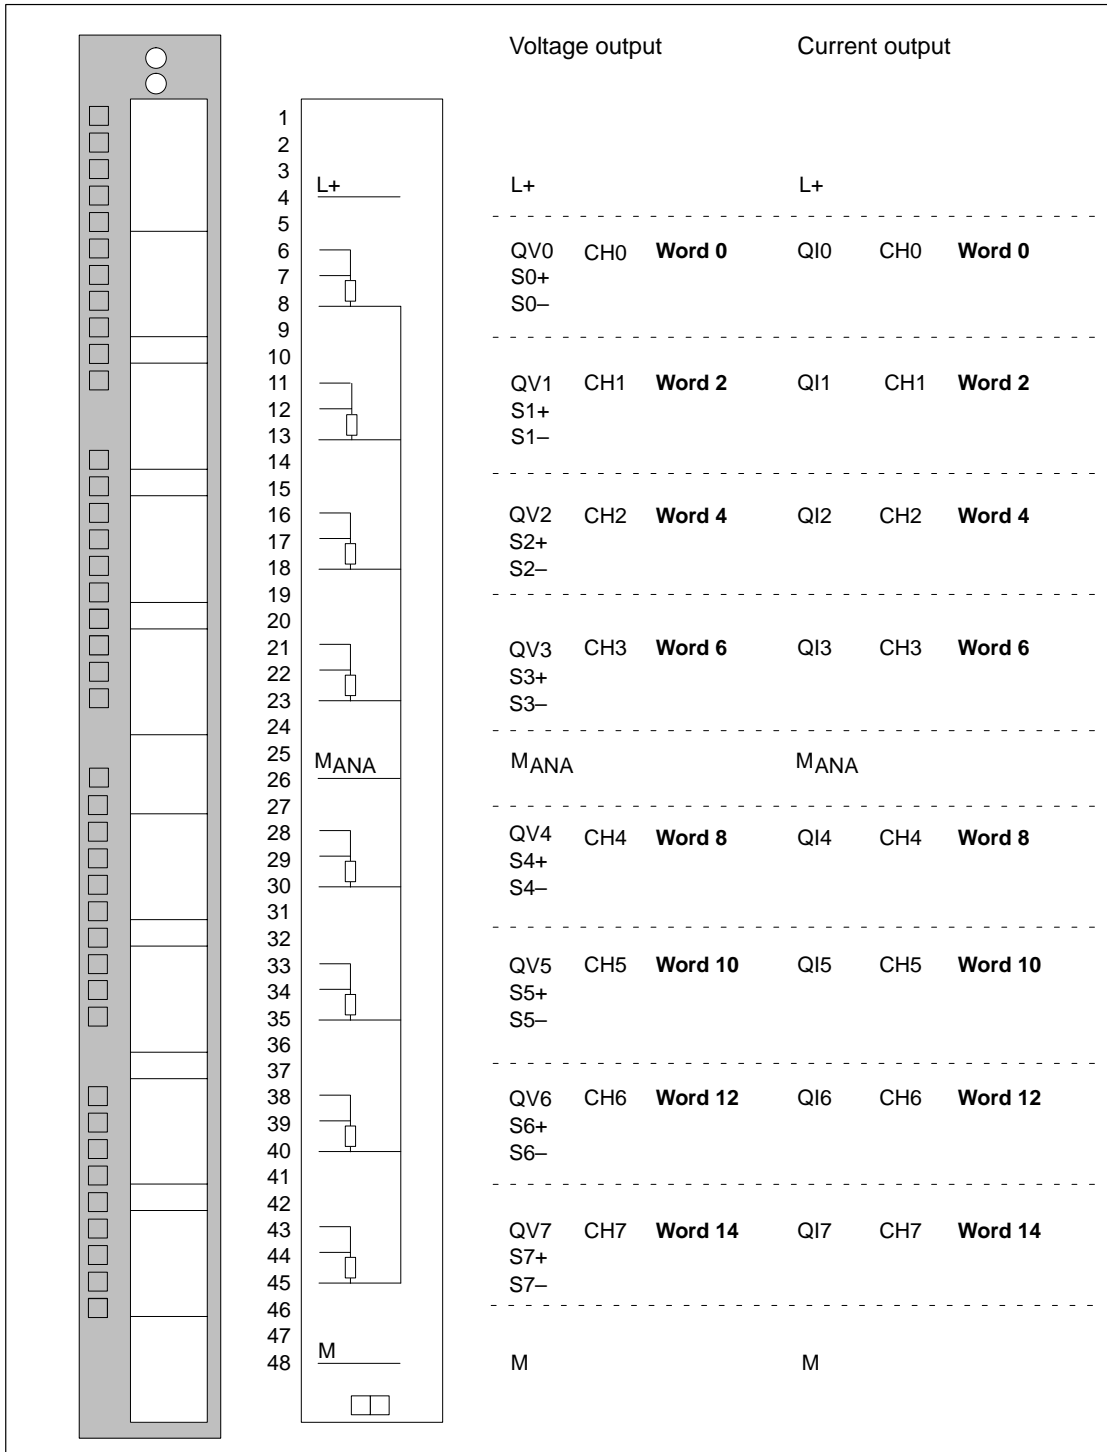 Voltage output Current output
1
2
3
L+
4 L+ L+
5
6 QV0 CH0 Word 0 QI0 CH0 Word 0
7 S0+
8 S0–
9
10
11 QV1 CH1 Word 2 QI1 CH1 Word 2
12 S1+
13 S1–
14
15
16 QV2 CH2 Word 4 QI2 CH2 Word 4
17 S2+
18 S2–
19
20
21 QV3 CH3 Word 6 QI3 CH3 Word 6
22 S3+
23 S3–
24
25 MANA MANA MANA
26
27
28 QV4 CH4 Word 8 QI4 CH4 Word 8
29 S4+
30 S4–
31
32
33 QV5 CH5 Word 10 QI5 CH5 Word 10
34 S5+
35 S5–
36
37
38 QV6 CH6 Word 12 QI6 CH6 Word 12
39 S6+
40 S6–
41
42
43 QV7 CH7 Word 14 QI7 CH7 Word 14
44 S7+
45 S7–
46
47
M
48 M M